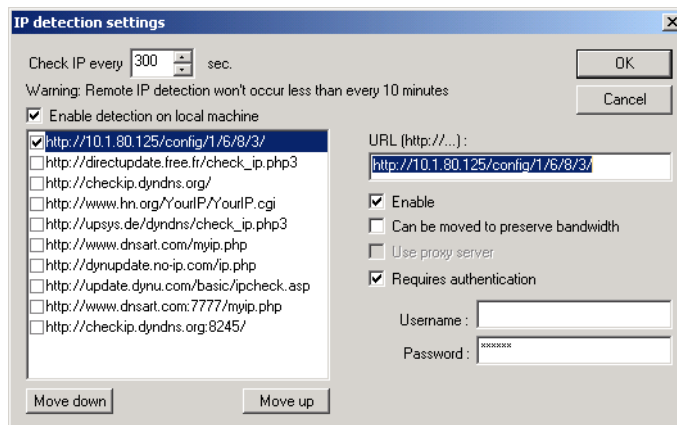 IP detection settings
Check IP every 300 sec.
OK
Warning: Remote IP detection won't occur less than every 10 minutes
Cancel
Enable detection on local machine
http://10.1.80.125/config/1/6/8/3/
http://directupdate.free.fr/check_ip.php3
http://checkip.dyndns.org/
http://www.hn.org/YourIP/YourIP.cgi
http://upsys.de/dyndns/check_ip.php3
http://www.dnsart.com/myip.php
http://dynupdate.no-ip.com/ip.php
http://update.dynu.com/basic/ipcheck.asp
http://www.dnsart.com:7777/myip.php
http://checkip.dyndns.org:8245/
URL (http://...) :
http://10.1.80.125/config/1/6/8/3/
Enable
Can be moved to preserve bandwidth
Use proxy server
Requires authentication
Username :
Password : ******
Move down
Move up